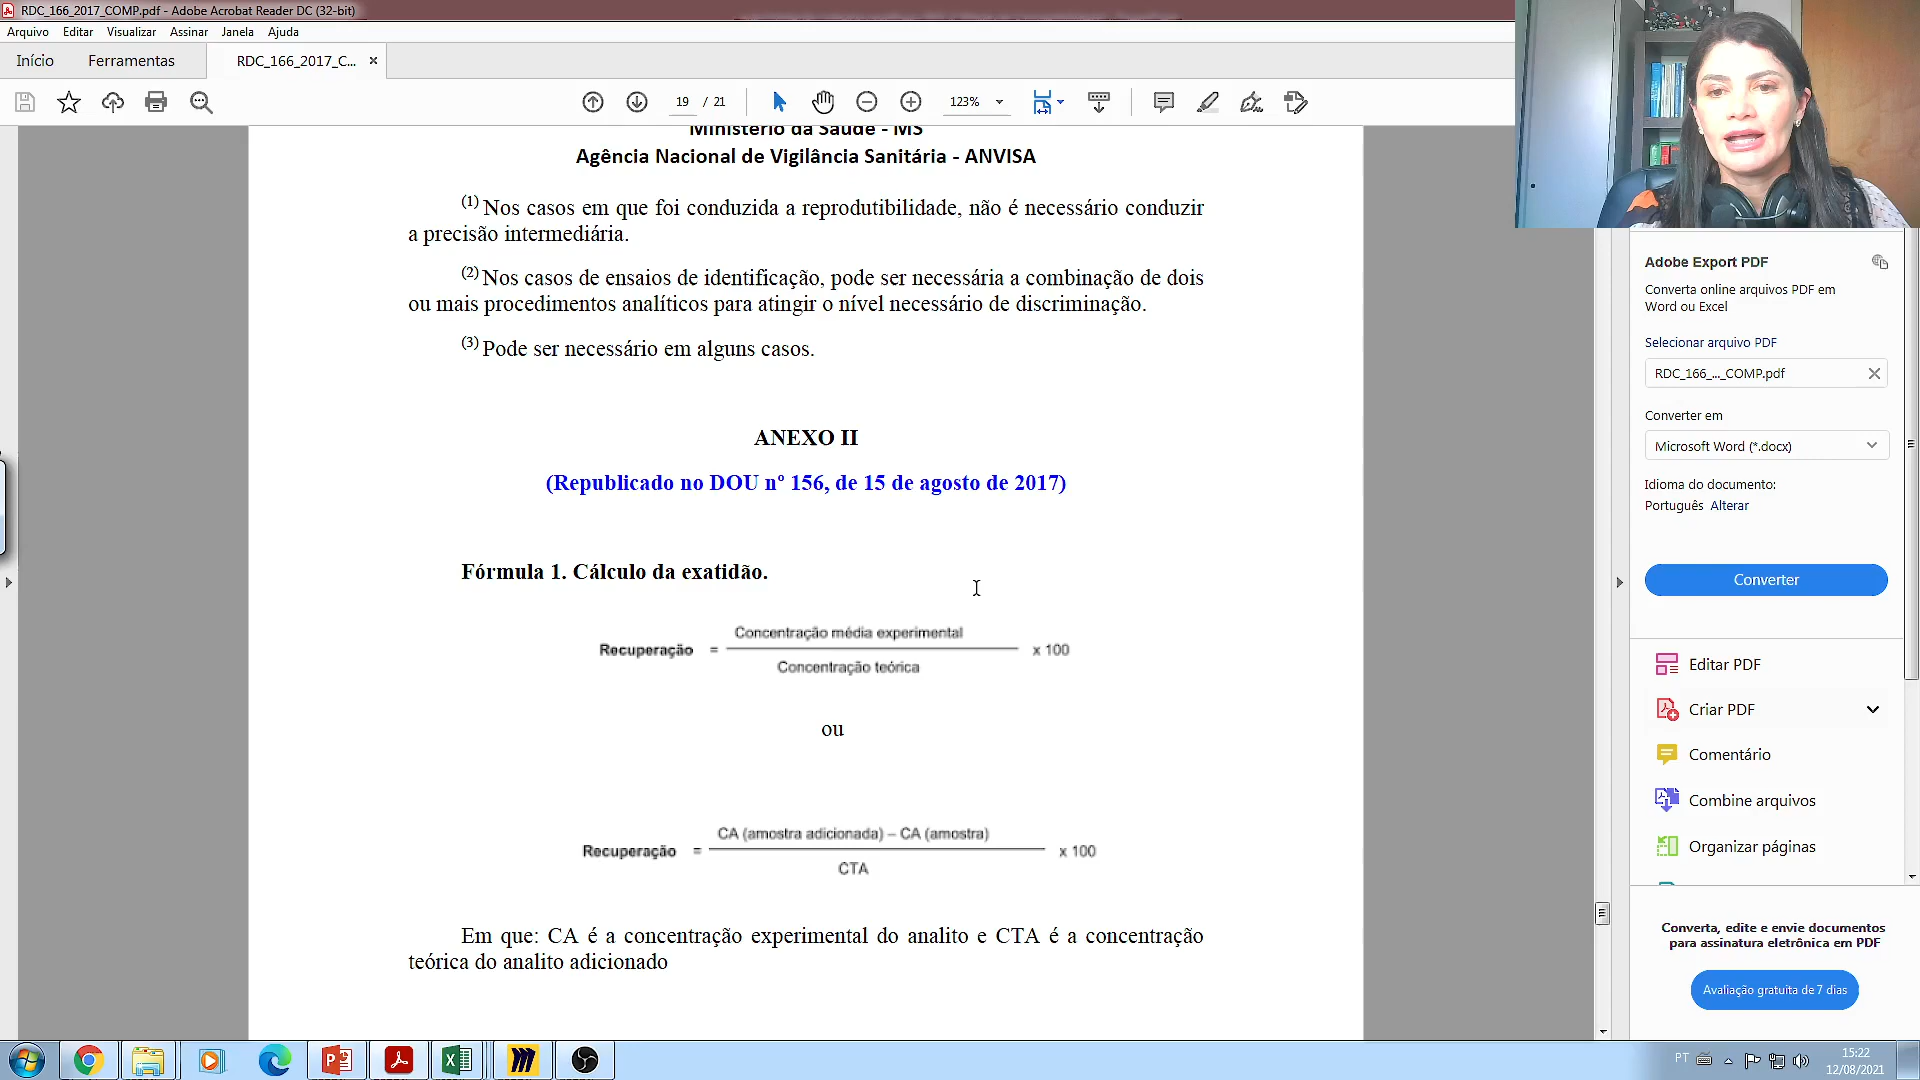 RDC_166_2017_COMP.pdf - Adobe Acrobat Reader DC (32-bit)
Arquivo Editar Visualizar Assinar Janela Ajuda
Início Ferramentas RDC_166_2017_C... ×
19 / 21 123%
Ministério da Saúde - MS
Agência Nacional de Vigilância Sanitária - ANVISA
(1) Nos casos em que foi conduzida a reprodutibilidade, não é necessário conduzir
a precisão intermediária.
(2) Nos casos de ensaios de identificação, pode ser necessária a combinação de dois
ou mais procedimentos analíticos para atingir o nível necessário de discriminação.
(3) Pode ser necessário em alguns casos.
ANEXO II
(Republicado no DOU nº 156, de 15 de agosto de 2017)
Fórmula 1. Cálculo da exatidão.
Concentração média experimental
Recuperação = x 100
Concentração teórica
ou
CA (amostra adicionada) – CA (amostra)
Recuperação = x 100
CTA
Em que: CA é a concentração experimental do analito e CTA é a concentração
teórica do analito adicionado
Adobe Export PDF
Converta online arquivos PDF em
Word ou Excel
Selecionar arquivo PDF
RDC_166_..._COMP.pdf
Converter em
Microsoft Word (*.docx)
Idioma do documento:
Português Alterar
Converter
Editar PDF
Criar PDF
Comentário
Combine arquivos
Organizar páginas
Converta, edite e envie documentos
para assinatura eletrônica em PDF
Avaliação gratuita de 7 dias
PT
15:22
12/08/2021